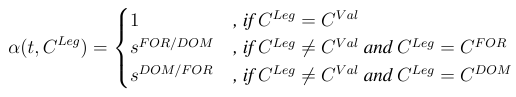 α(t, C^{Leg}) = { 1 , if C^{Leg} = C^{Val}
s^{FOR/DOM} , if C^{Leg} ≠ C^{Val} and C^{Leg} = C^{FOR}
s^{DOM/FOR} , if C^{Leg} ≠ C^{Val} and C^{Leg} = C^{DOM}